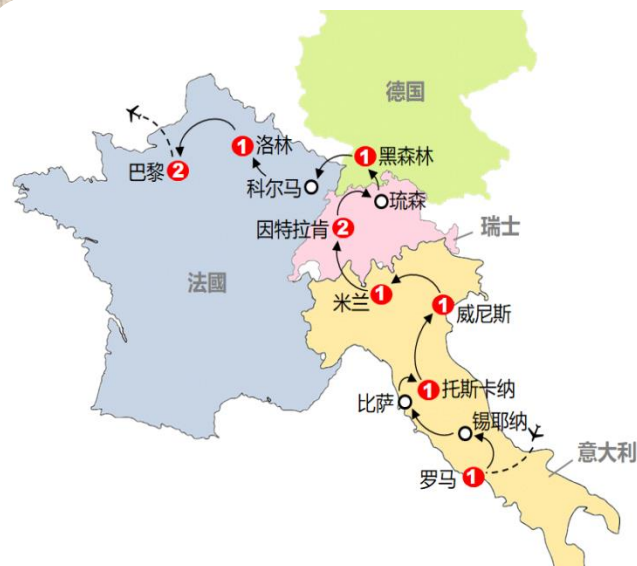 德国
1 洛林
1 黑森林
巴黎 2
科尔马
琉森
因特拉肯 2
瑞士
法國
米兰 1
1 威尼斯
1 托斯卡纳
比萨
锡耶纳
意大利
罗马 1